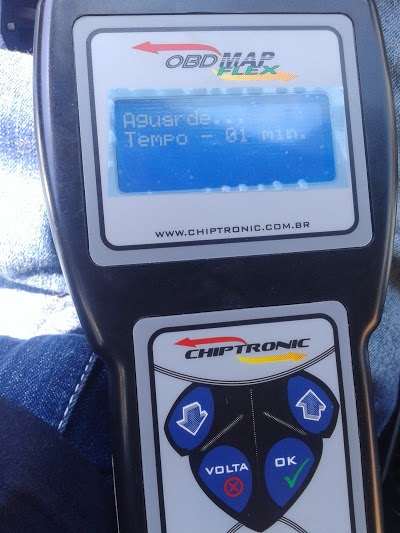 OBDMAP
FLEX
Aguarde...
Tempo - 01 min.
WWW.CHIPTRONIC.COM.BR
CHIPTRONIC
VOLTA
OK